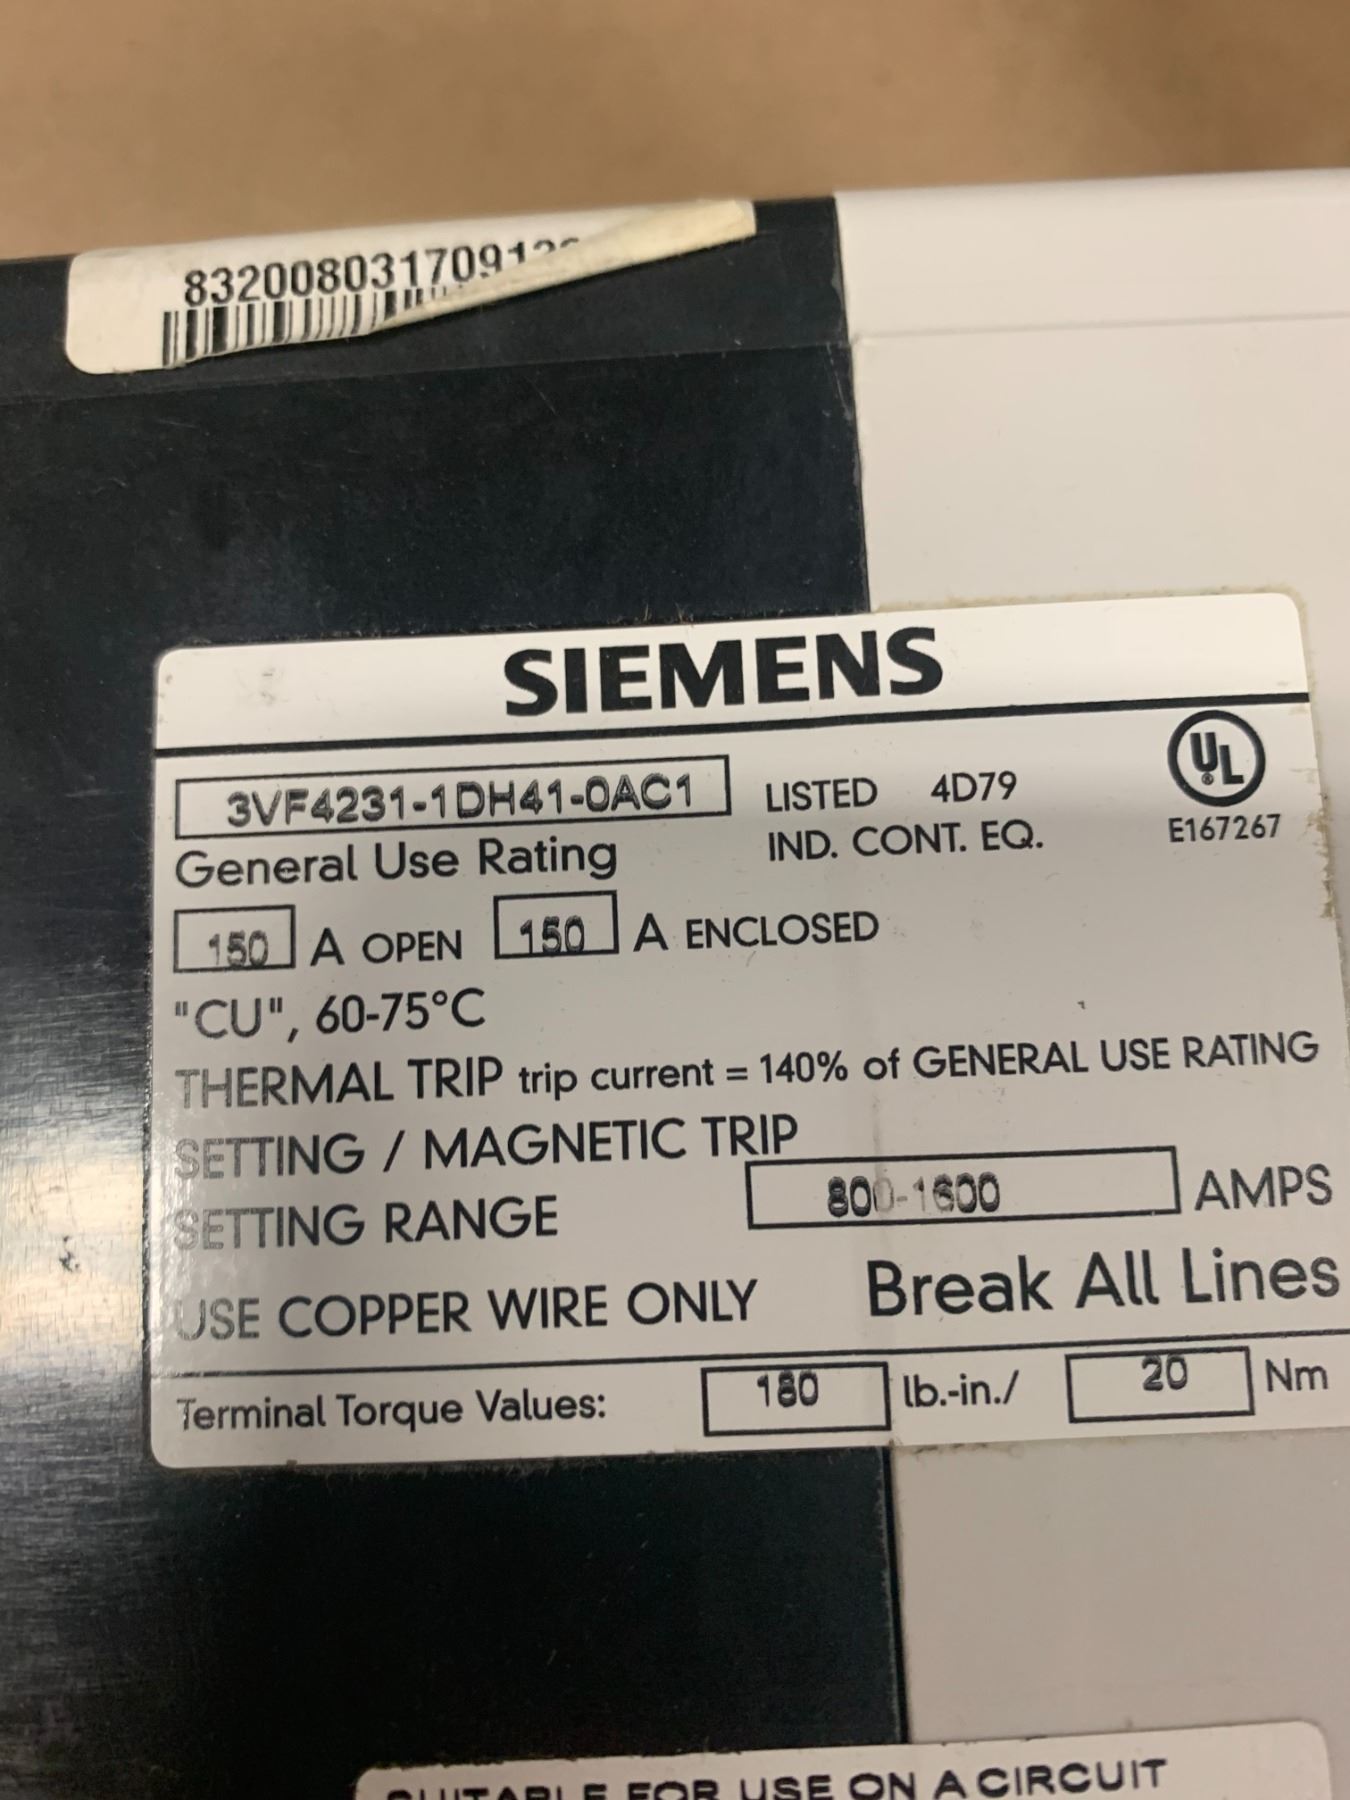 832008031709
SIEMENS
3VF4231-1DH41-0AC1 LISTED 4D79 UL
IND. CONT. EQ. E167267
General Use Rating
150 A OPEN 150 A ENCLOSED
"CU", 60-75°C
THERMAL TRIP trip current = 140% of GENERAL USE RATING
SETTING / MAGNETIC TRIP
SETTING RANGE 800-1600 AMPS
USE COPPER WIRE ONLY Break All Lines
Terminal Torque Values: 180 lb.-in./ 20 Nm
SUITABLE FOR USE ON A CIRCUIT